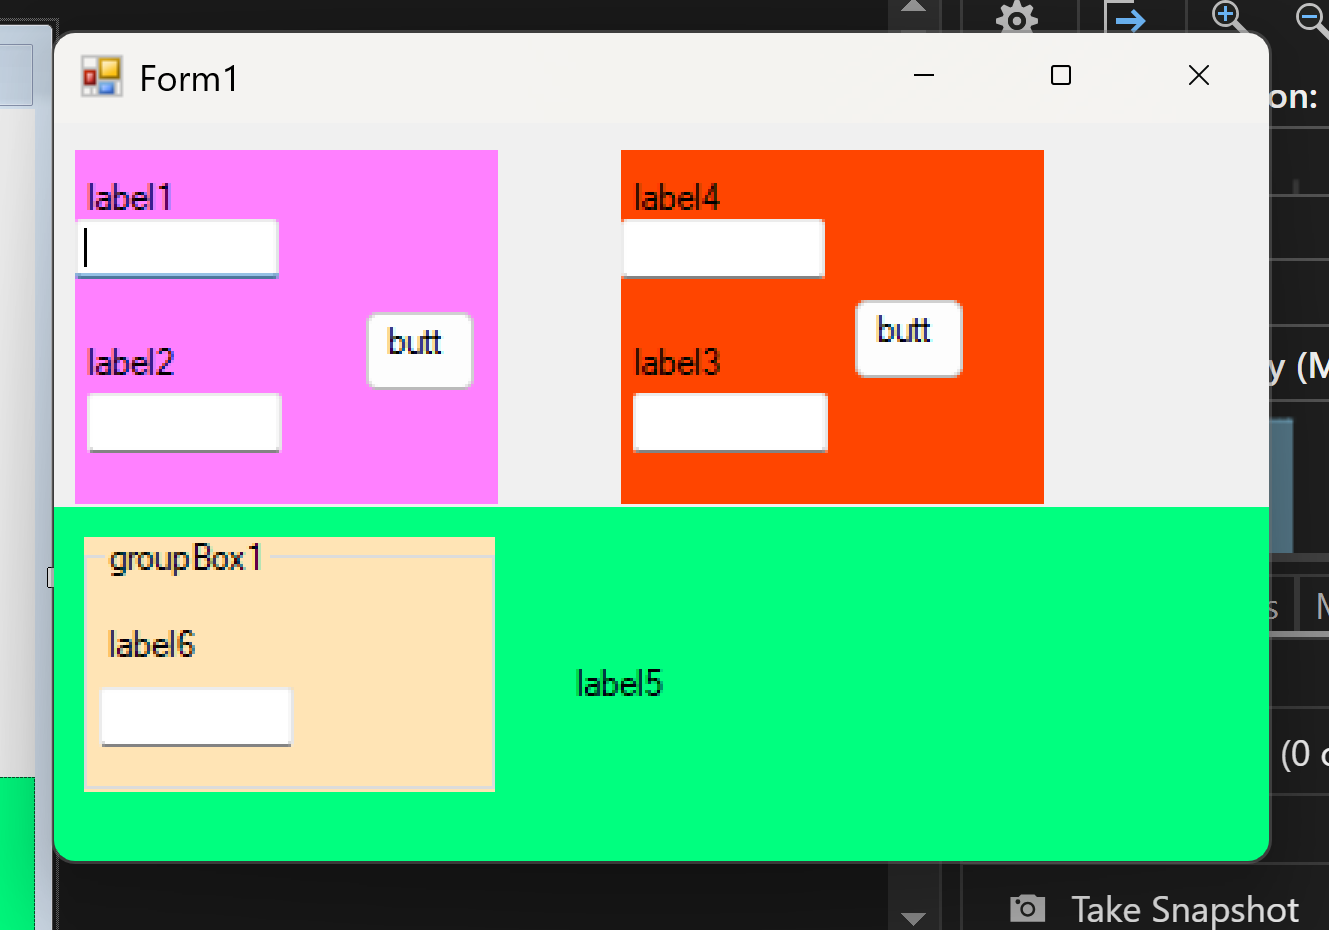 Form1
on:
label1
label4
butt
butt
label2
label3
y (M
groupBox1
s
M
label6
label5
(0 o
Take Snapshot